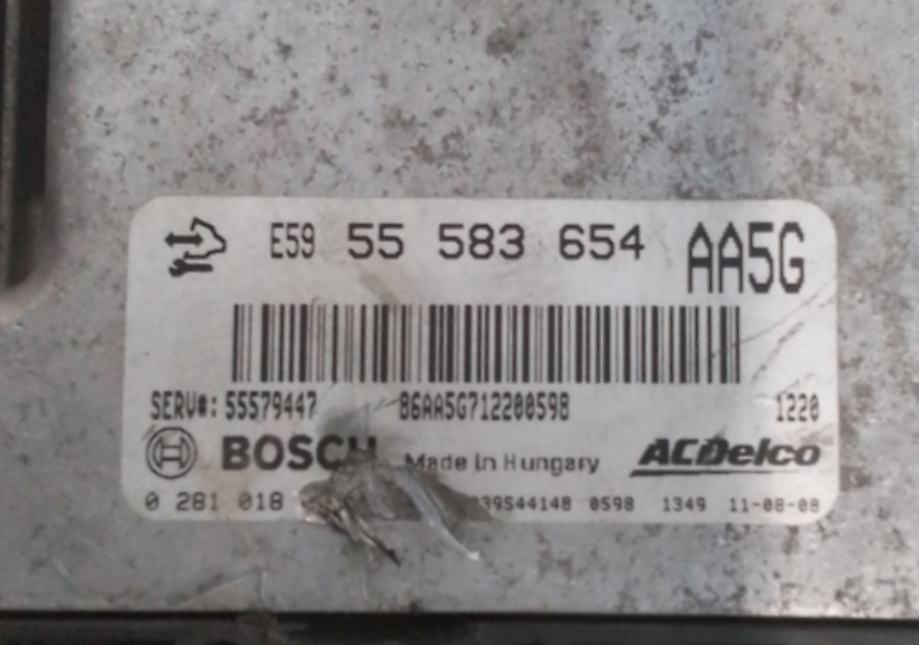 E59 55 583 654 AA5G
SERV#: 55579447 86AA5G712200598 1220
BOSCH Made in Hungary ACDelco
0 281 018 39S44148 0598 1349 11-08-08